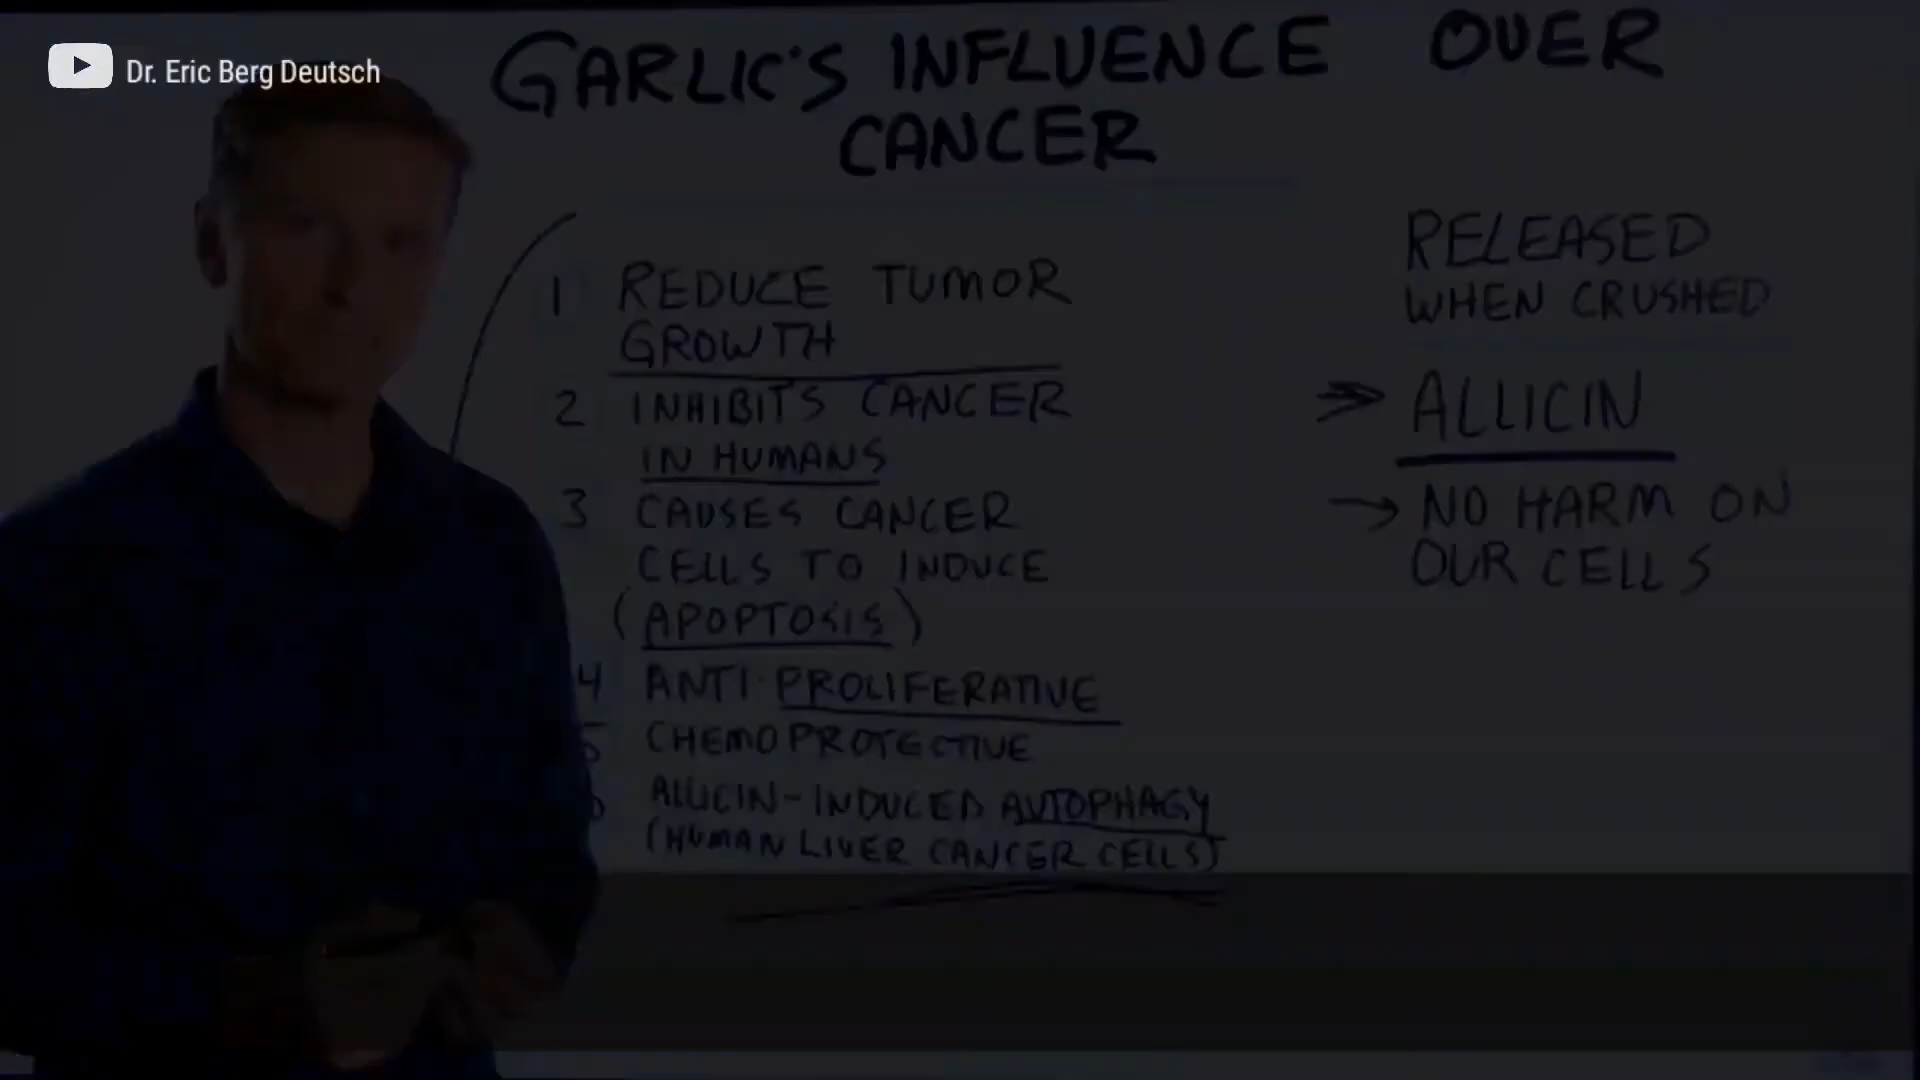 Dr. Eric Berg Deutsch
GARLIC'S INFLUENCE OVER
CANCER
1 REDUCE TUMOR
GROWTH
2 INHIBITS CANCER
IN HUMANS
3 CAUSES CANCER
CELLS TO INDUCE
(APOPTOSIS)
4 ANTI-PROLIFERATIVE
5 CHEMOPROTECTIVE
6 ALLICIN-INDUCED AUTOPHAGY
(HUMAN LIVER CANCER CELLS)
RELEASED
WHEN CRUSHED
ALLICIN
NO HARM ON
OUR CELLS